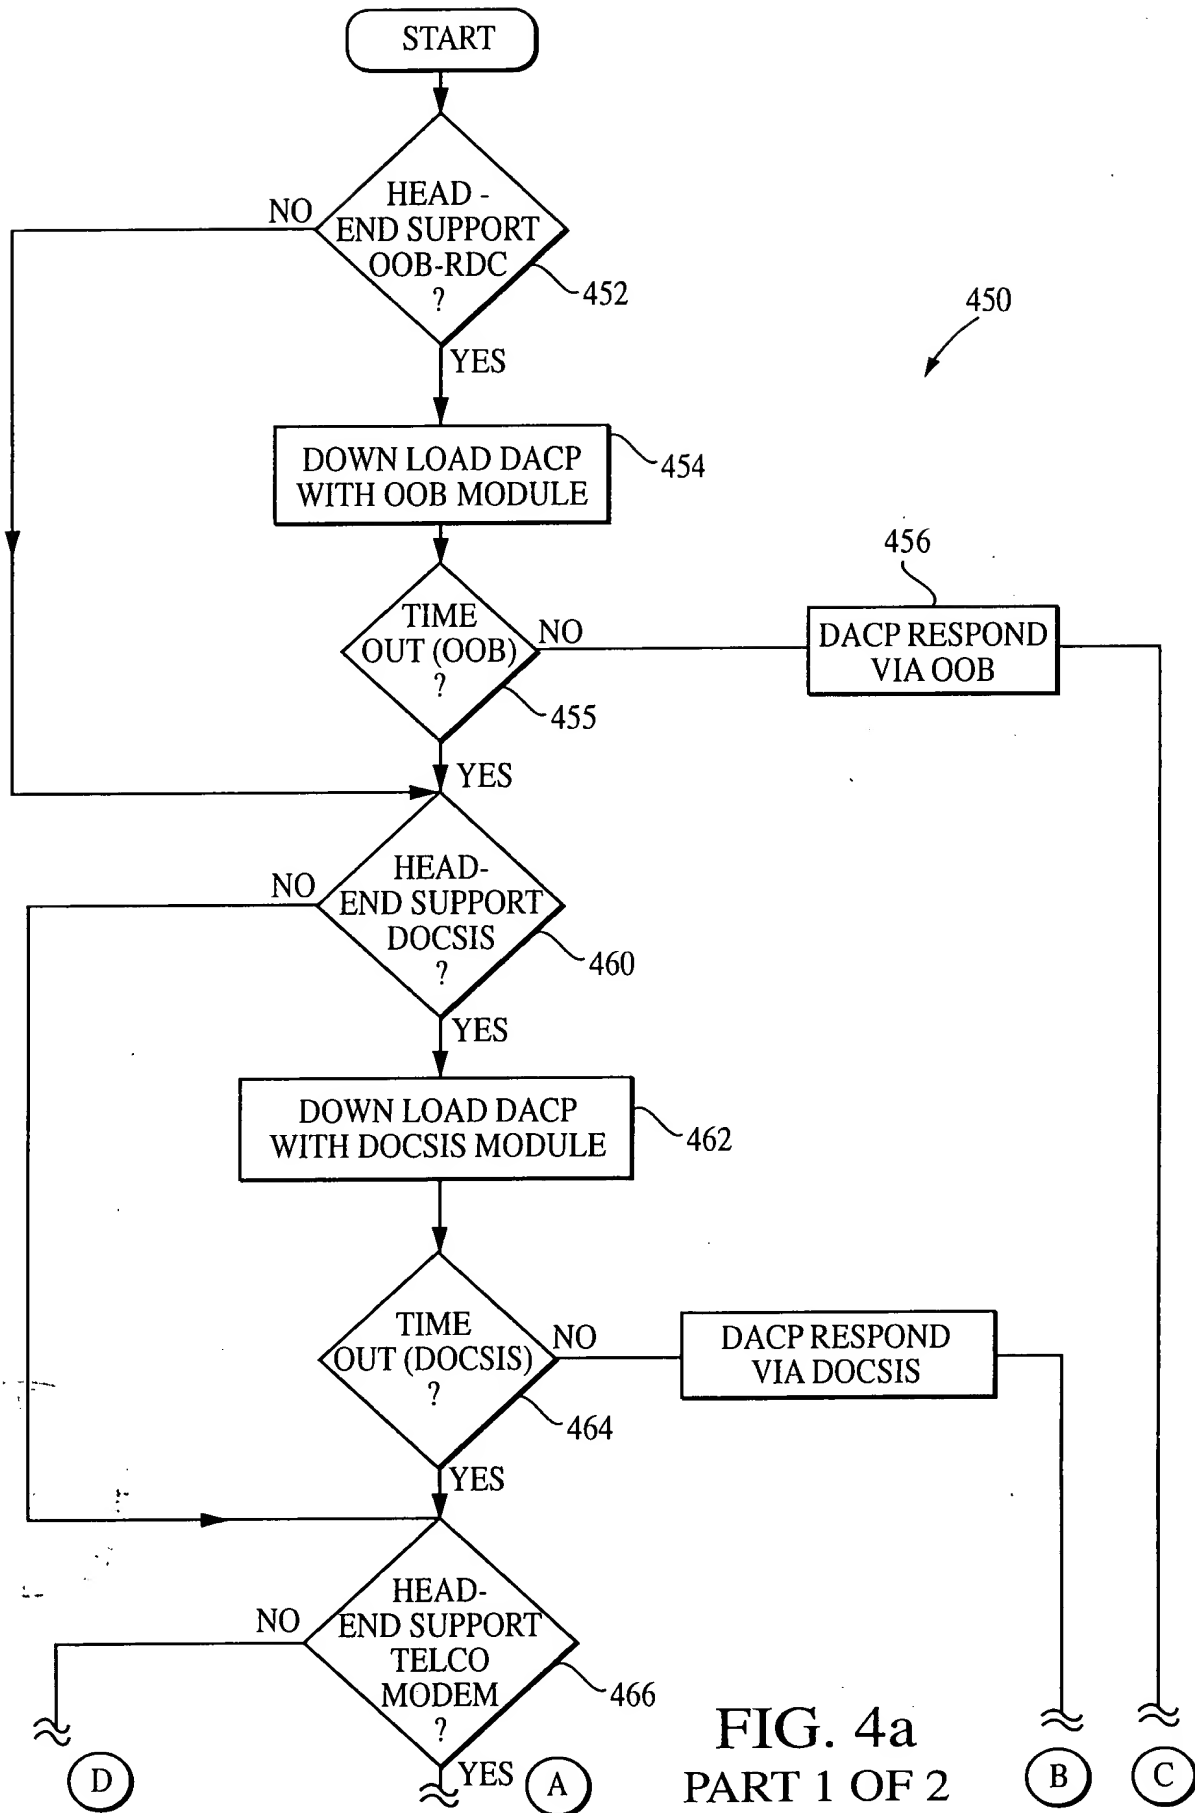 START
HEAD -
END SUPPORT
OOB-RDC
?
NO
452
YES
450
DOWN LOAD DACP
WITH OOB MODULE
454
TIME
OUT (OOB)
?
NO
455
456
DACP RESPOND
VIA OOB
YES
HEAD-
END SUPPORT
DOCSIS
?
NO
460
YES
DOWN LOAD DACP
WITH DOCSIS MODULE
462
TIME
OUT (DOCSIS)
?
NO
464
DACP RESPOND
VIA DOCSIS
YES
HEAD-
END SUPPORT
TELCO
MODEM
?
NO
466
YES
D
A
B
C
FIG. 4a
PART 1 OF 2